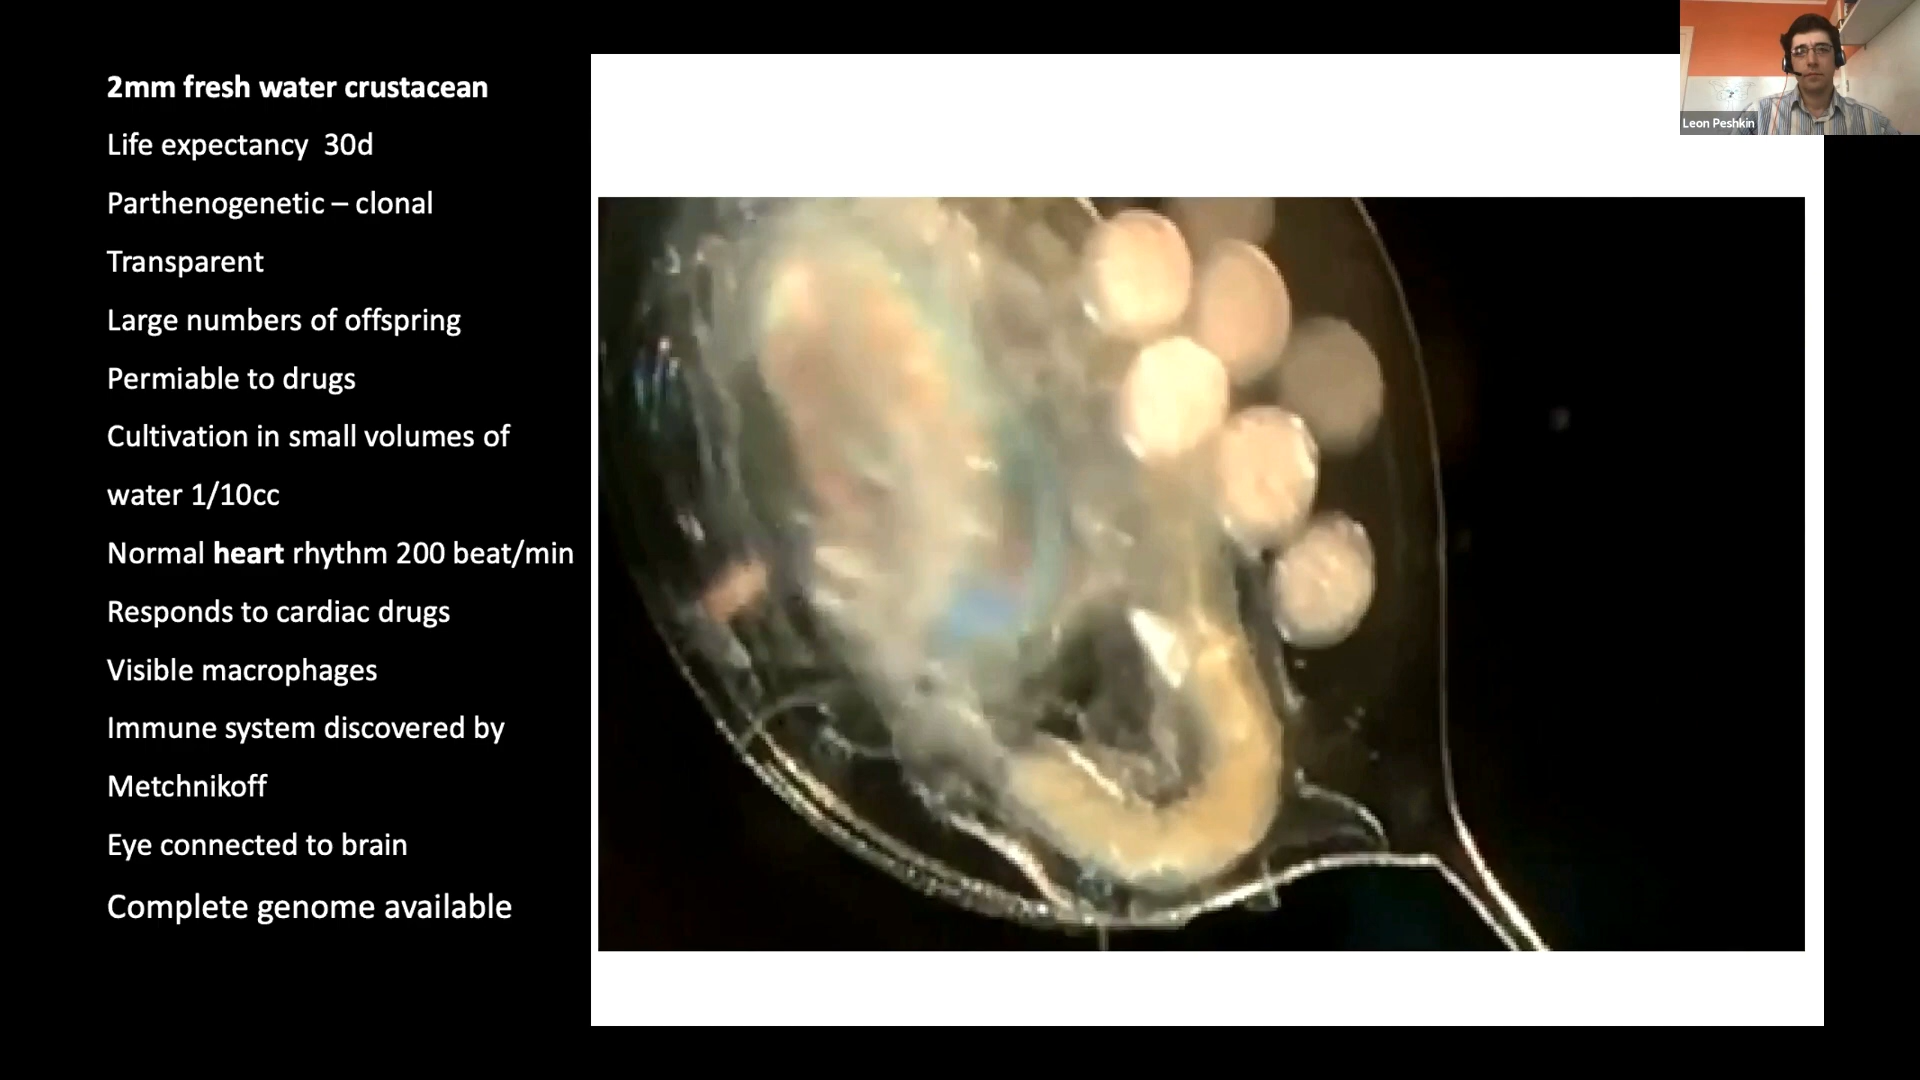 2mm fresh water crustacean
Life expectancy  30d
Parthenogenetic – clonal
Transparent
Large numbers of offspring
Permiable to drugs
Cultivation in small volumes of
water 1/10cc
Normal heart rhythm 200 beat/min
Responds to cardiac drugs
Visible macrophages
Immune system discovered by
Metchnikoff
Eye connected to brain
Complete genome available
Leon Peshkin